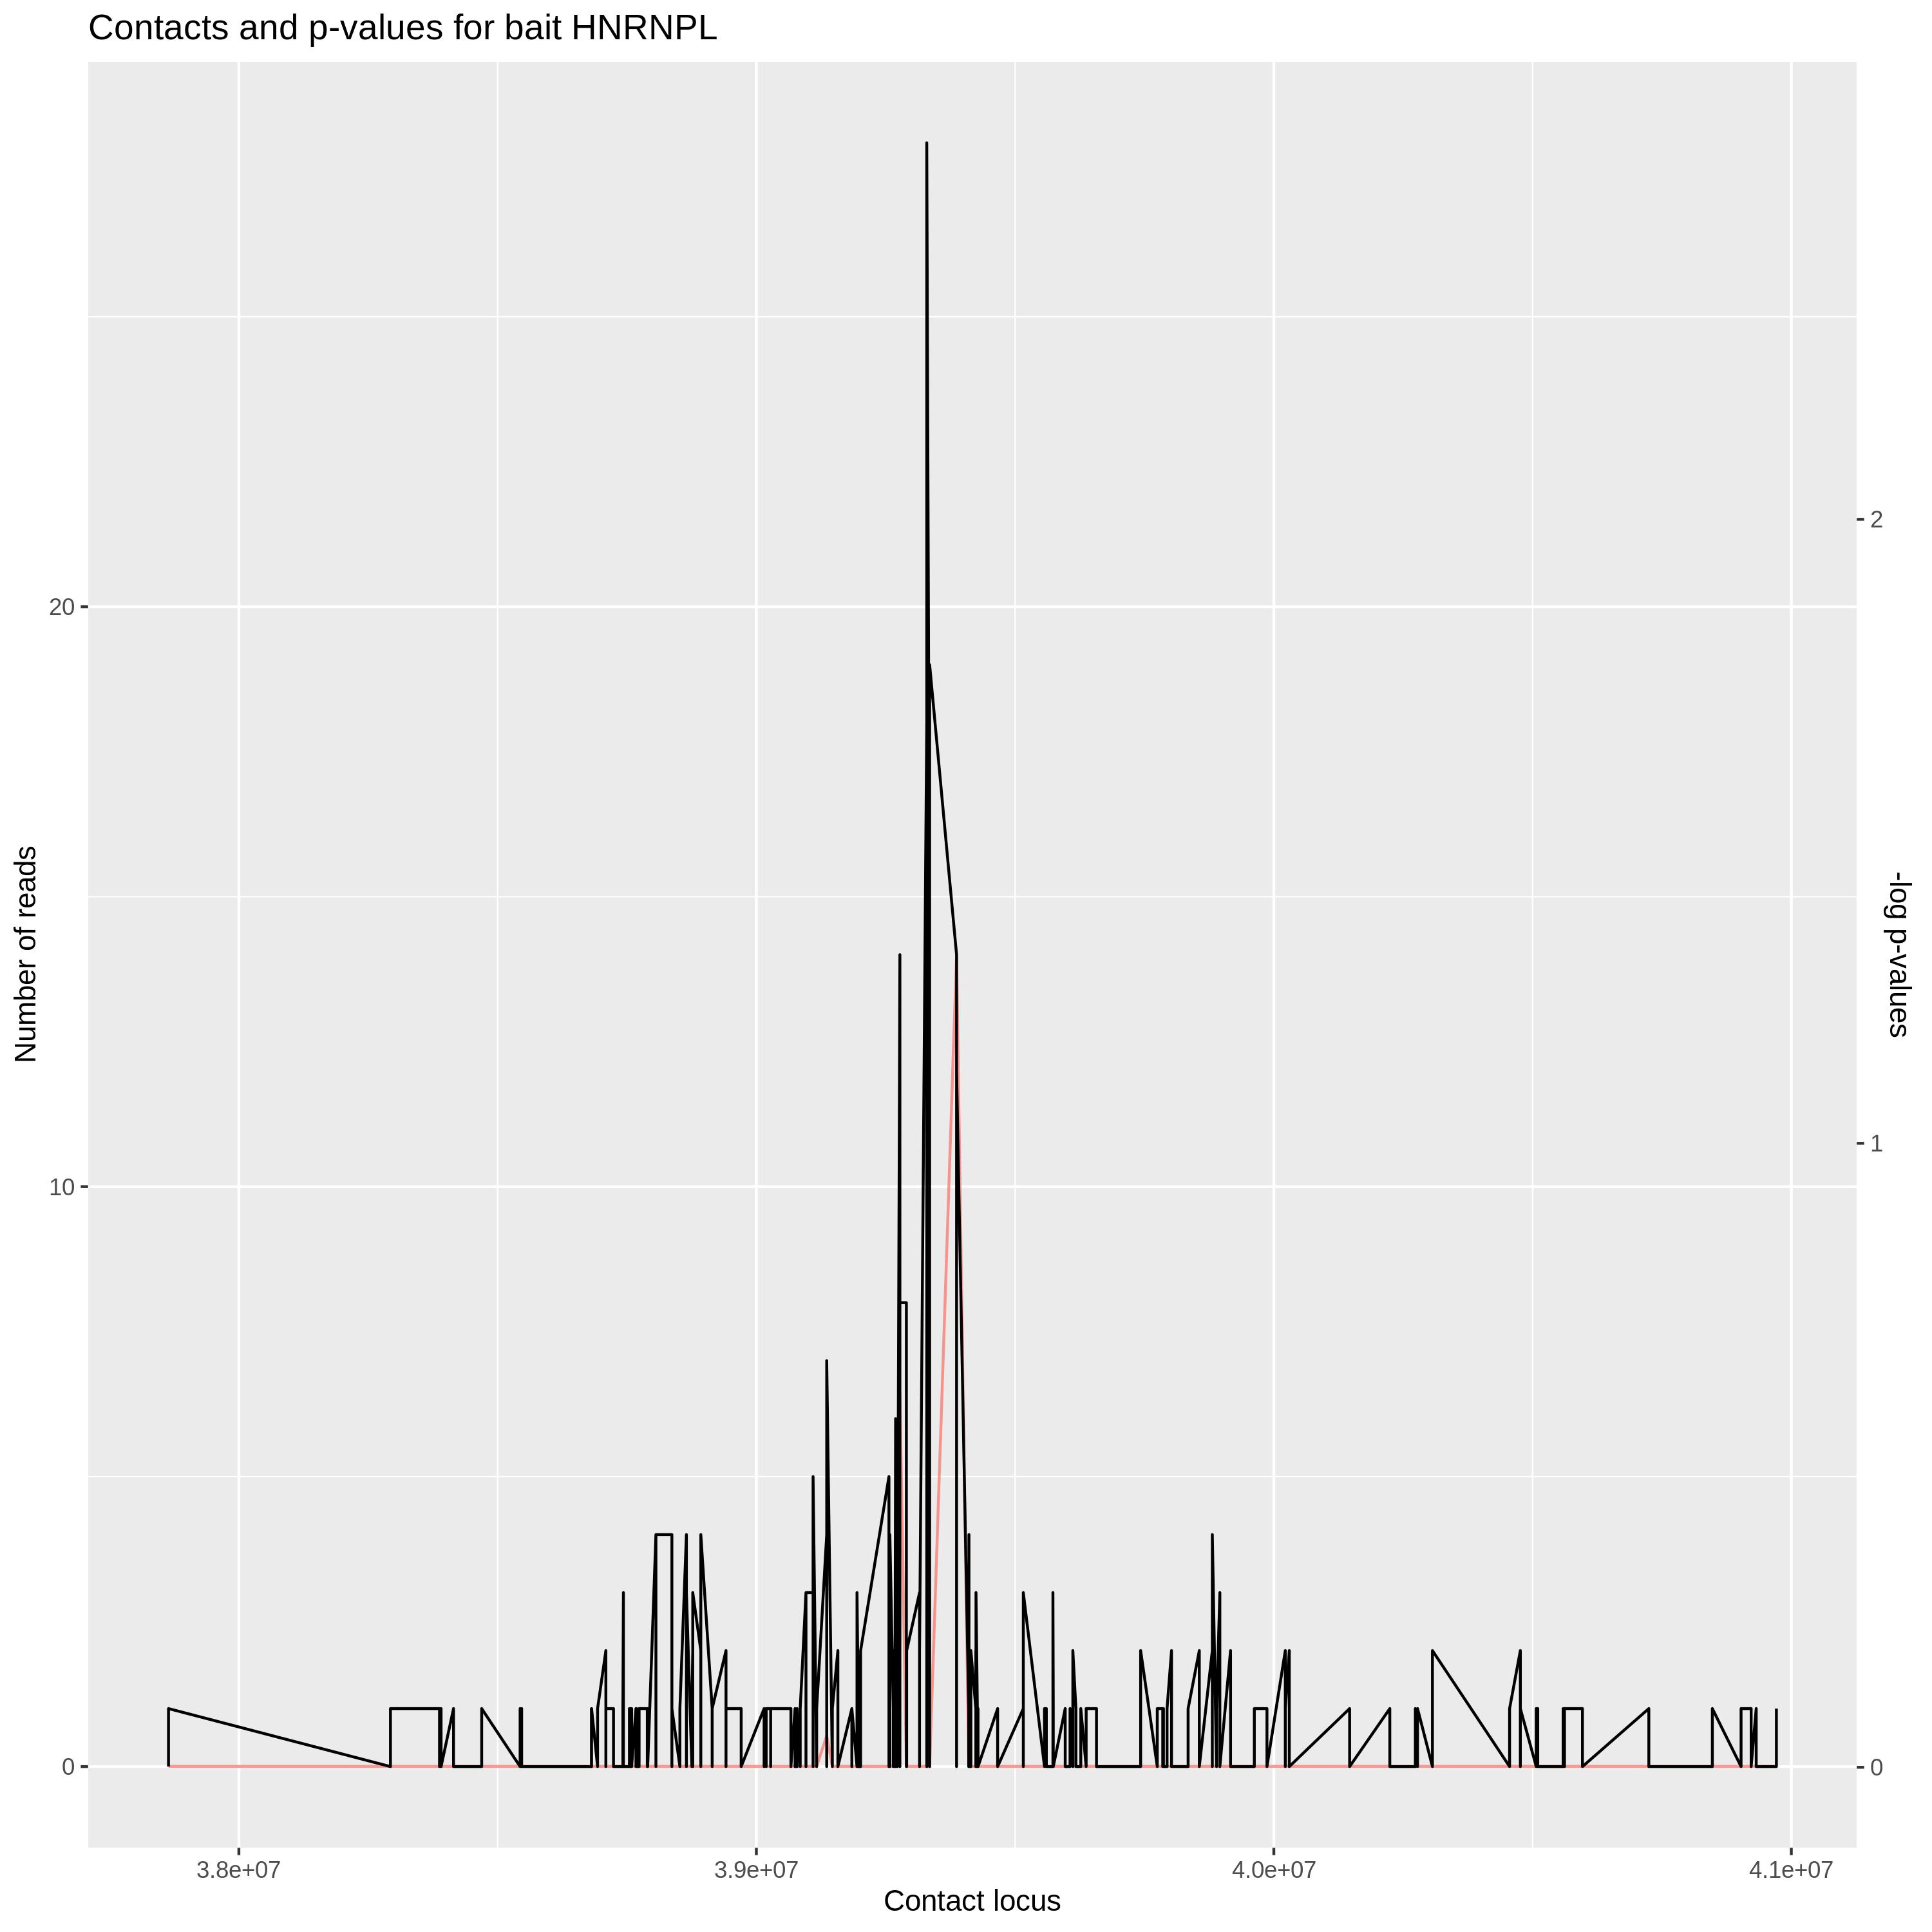 Contacts and p-values for bait HNRNPL
20
10
0
Number of reads
2
1
0
-log p-values
3.8e+07 3.9e+07 4.0e+07 4.1e+07
Contact locus